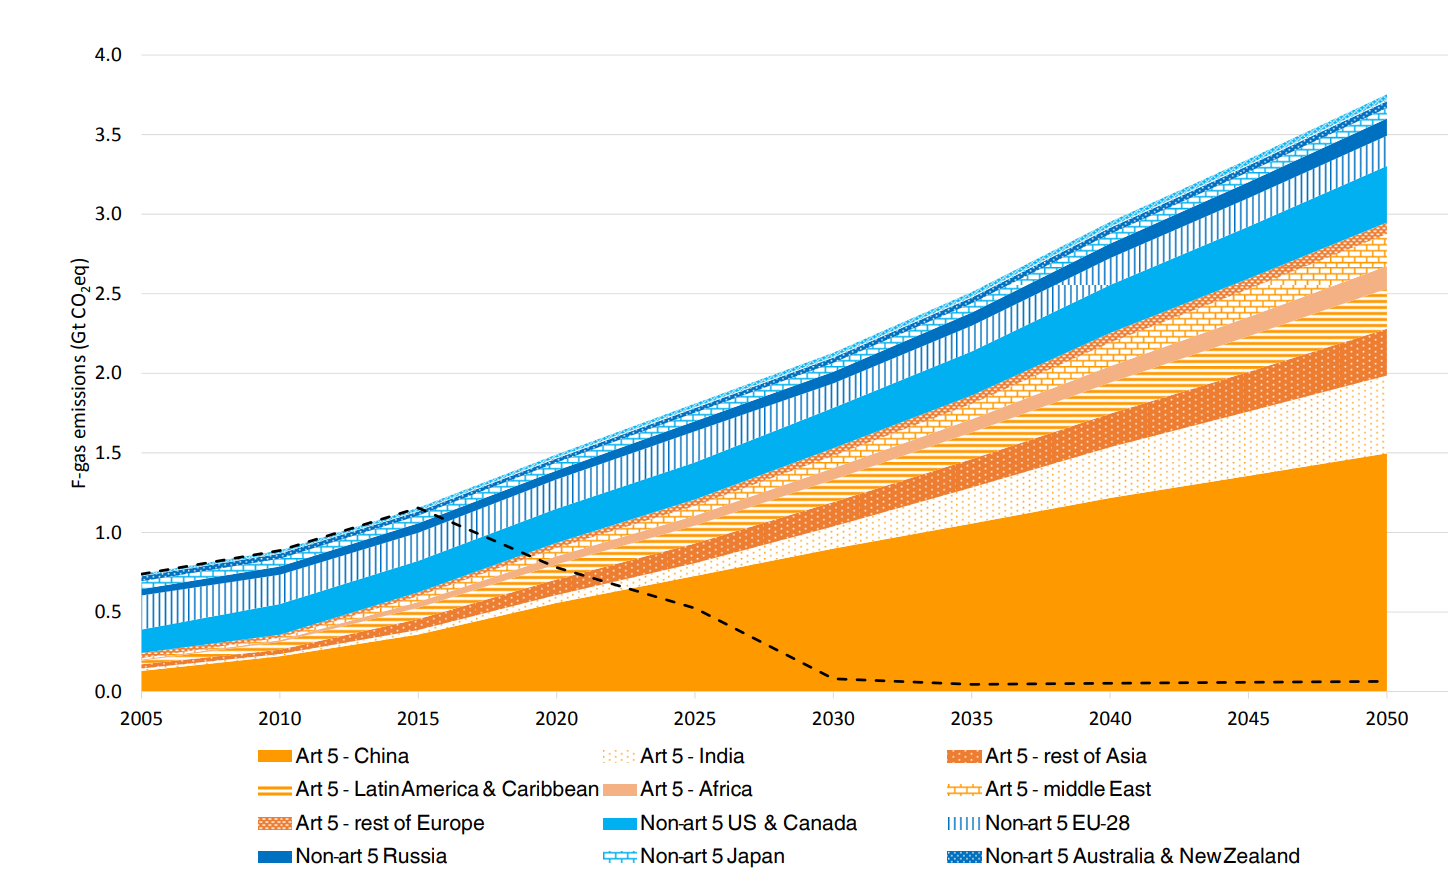 4.0
3.5
3.0
2.5
2.0
1.5
1.0
0.5
0.0
F-gas emissions (Gt CO₂eq)
2005 2010 2015 2020 2025 2030 2035 2040 2045 2050
Art 5 - China Art 5 - India Art 5 - rest of Asia
Art 5 - Latin America & Caribbean Art 5 - Africa Art 5 - middle East
Art 5 - rest of Europe Non-art 5 US & Canada Non-art 5 EU-28
Non-art 5 Russia Non-art 5 Japan Non-art 5 Australia & New Zealand